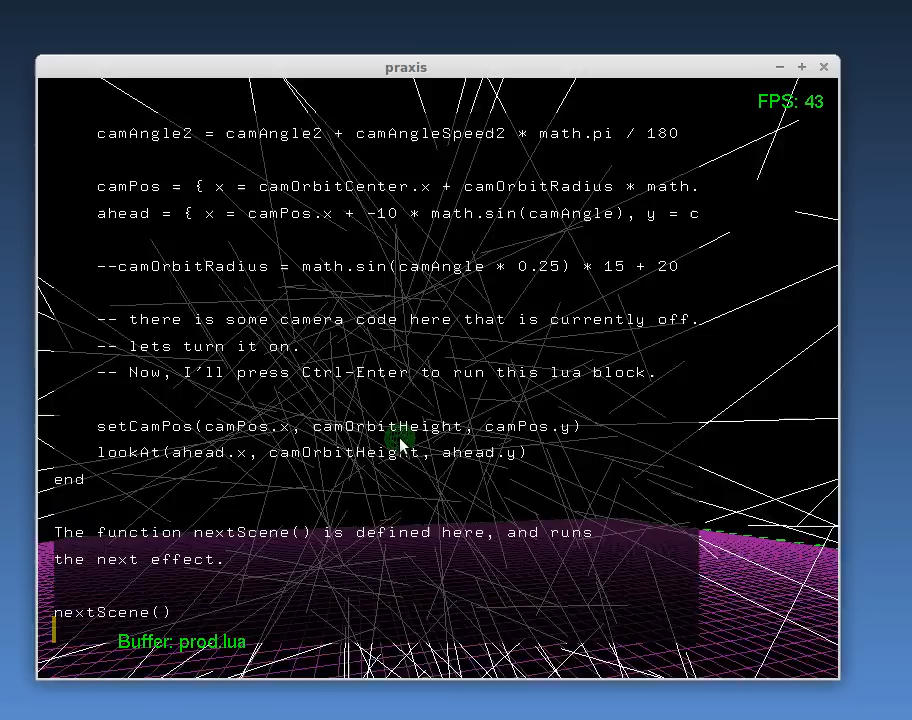 praxis
FPS: 43
camAngle2 = camAngle2 + camAngleSpeed2 * math.pi / 180
camPos = { x = camOrbitCenter.x + camOrbitRadius * math.
ahead = { x = camPos.x + -10 * math.sin(camAngle), y = c
--camOrbitRadius = math.sin(camAngle * 0.25) * 15 + 20
-- there is some camera code here that is currently off.
-- lets turn it on.
-- Now, I'll press Ctrl-Enter to run this lua block.
setCamPos(camPos.x, camOrbitHeight, camPos.y)
lookAt(ahead.x, camOrbitHeight, ahead.y)
end
The function nextScene() is defined here, and runs
the next effect.
nextScene()
Buffer: prod.lua